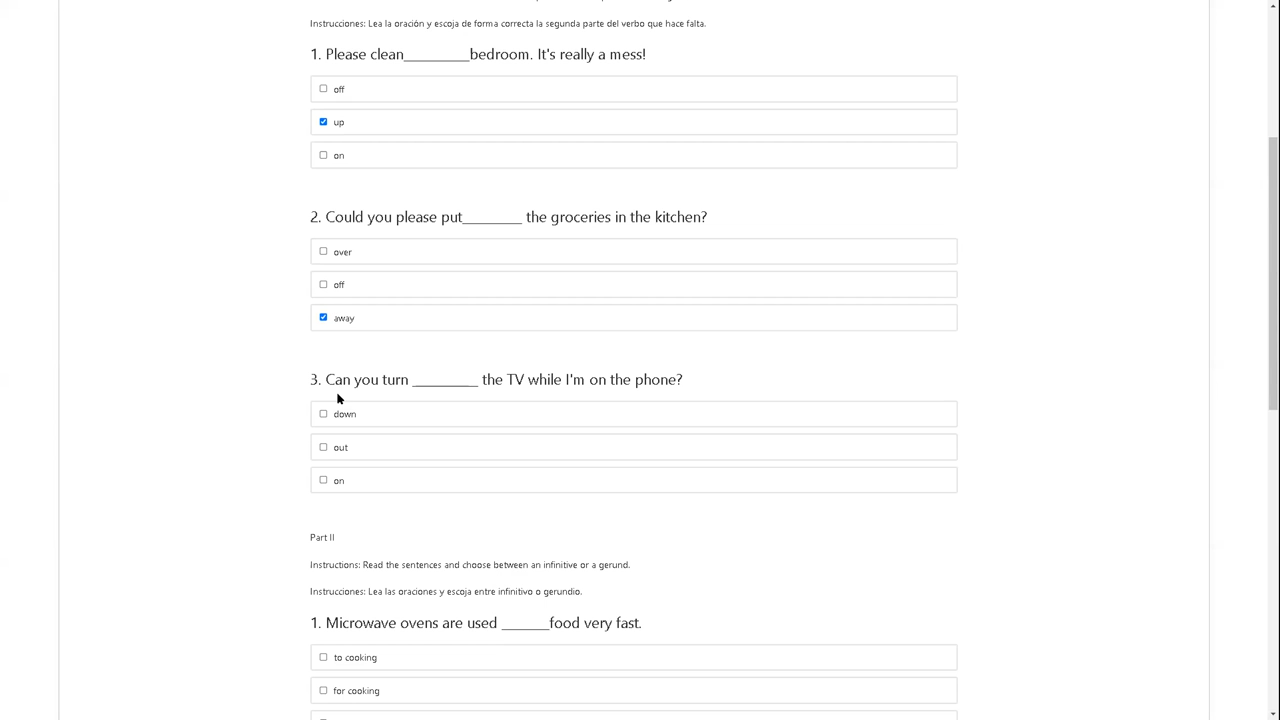 Instrucciones: Lea la oración y escoja de forma correcta la segunda parte del verbo que hace falta.
1. Please clean_________bedroom. It's really a mess!
off
up
on
2. Could you please put________ the groceries in the kitchen?
over
off
away
3. Can you turn _________ the TV while I'm on the phone?
down
out
on
Part II
Instructions: Read the sentences and choose between an infinitive or a gerund.
Instrucciones: Lea las oraciones y escoja entre infinitivo o gerundio.
1. Microwave ovens are used _______food very fast.
to cooking
for cooking